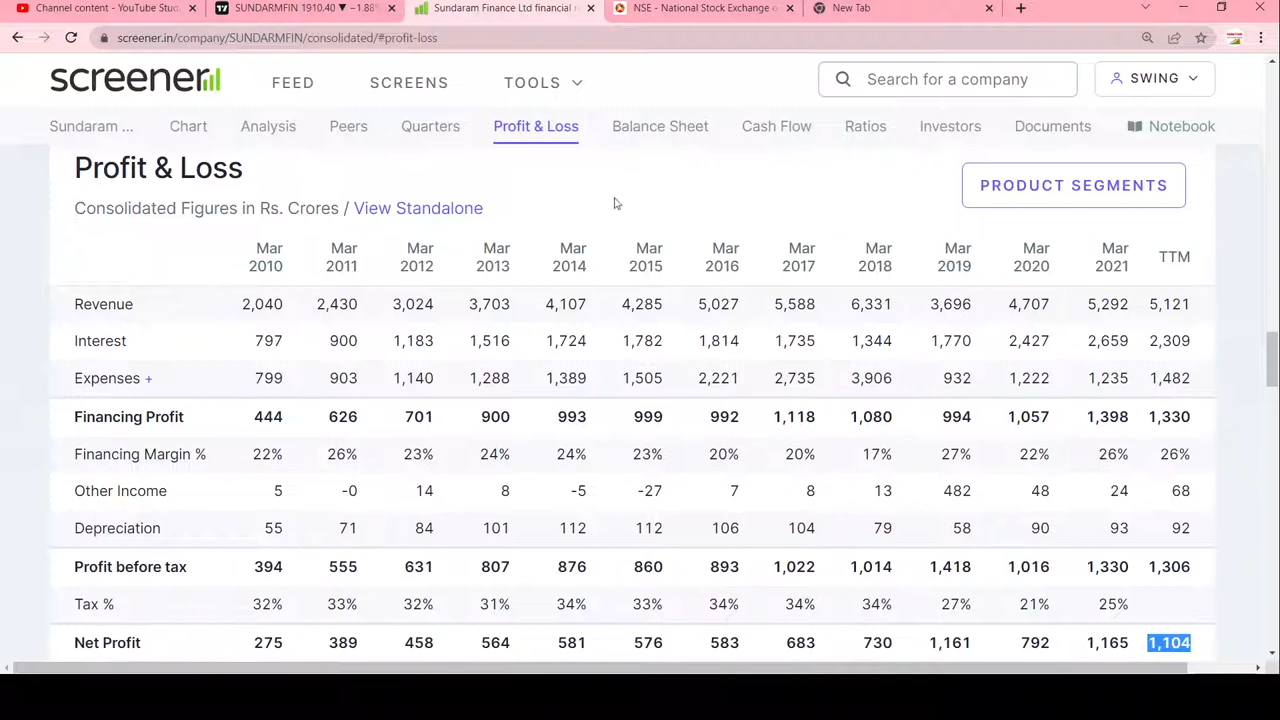 Channel content - YouTube Stud
SUNDARMFIN 1910.40 ▼ −1.88
Sundaram Finance Ltd financial r
NSE - National Stock Exchange o
New Tab
screener.in/company/SUNDARMFIN/consolidated/#profit-loss
screener
FEED SCREENS TOOLS
Search for a company
SWING
Sundaram ... Chart Analysis Peers Quarters Profit & Loss Balance Sheet Cash Flow Ratios Investors Documents Notebook
Profit & Loss
PRODUCT SEGMENTS
Consolidated Figures in Rs. Crores / View Standalone
Mar 2010 Mar 2011 Mar 2012 Mar 2013 Mar 2014 Mar 2015 Mar 2016 Mar 2017 Mar 2018 Mar 2019 Mar 2020 Mar 2021 TTM
Revenue 2,040 2,430 3,024 3,703 4,107 4,285 5,027 5,588 6,331 3,696 4,707 5,292 5,121
Interest 797 900 1,183 1,516 1,724 1,782 1,814 1,735 1,344 1,770 2,427 2,659 2,309
Expenses + 799 903 1,140 1,288 1,389 1,505 2,221 2,735 3,906 932 1,222 1,235 1,482
Financing Profit 444 626 701 900 993 999 992 1,118 1,080 994 1,057 1,398 1,330
Financing Margin % 22% 26% 23% 24% 24% 23% 20% 20% 17% 27% 22% 26% 26%
Other Income 5 -0 14 8 -5 -27 7 8 13 482 48 24 68
Depreciation 55 71 84 101 112 112 106 104 79 58 90 93 92
Profit before tax 394 555 631 807 876 860 893 1,022 1,014 1,418 1,016 1,330 1,306
Tax % 32% 33% 32% 31% 34% 33% 34% 34% 34% 27% 21% 25%
Net Profit 275 389 458 564 581 576 583 683 730 1,161 792 1,165 1,104